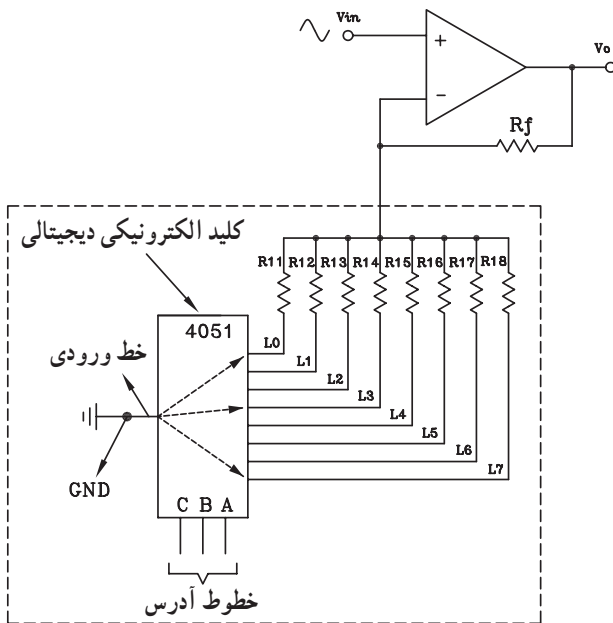 Vin
Vo
+
−
Rf
کلید الکترونیکی دیجیتالی
R11 R12 R13 R14 R15 R16 R17 R18
4051
خط ورودی
L0
L1
L2
L3
L4
L5
L6
L7
GND
C B A
خطوط آدرس